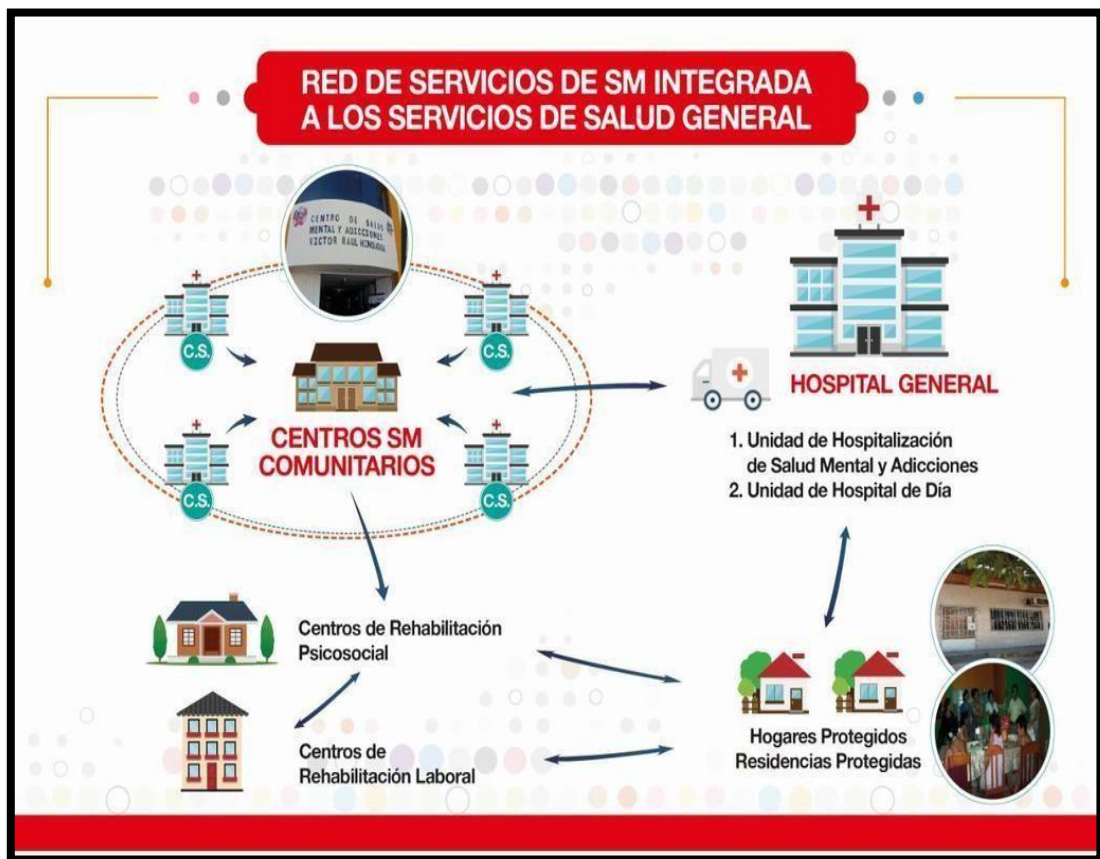 RED DE SERVICIOS DE SM INTEGRADA
A LOS SERVICIOS DE SALUD GENERAL
CENTRO DE SALUD
MENTAL Y ADICCIONES
VICTOR RAUL
C.S.
C.S.
CENTROS SM
COMUNITARIOS
C.S.
C.S.
HOSPITAL GENERAL
1. Unidad de Hospitalización
de Salud Mental y Adicciones
2. Unidad de Hospital de Día
Centros de Rehabilitación
Psicosocial
Centros de
Rehabilitación Laboral
Hogares Protegidos
Residencias Protegidas